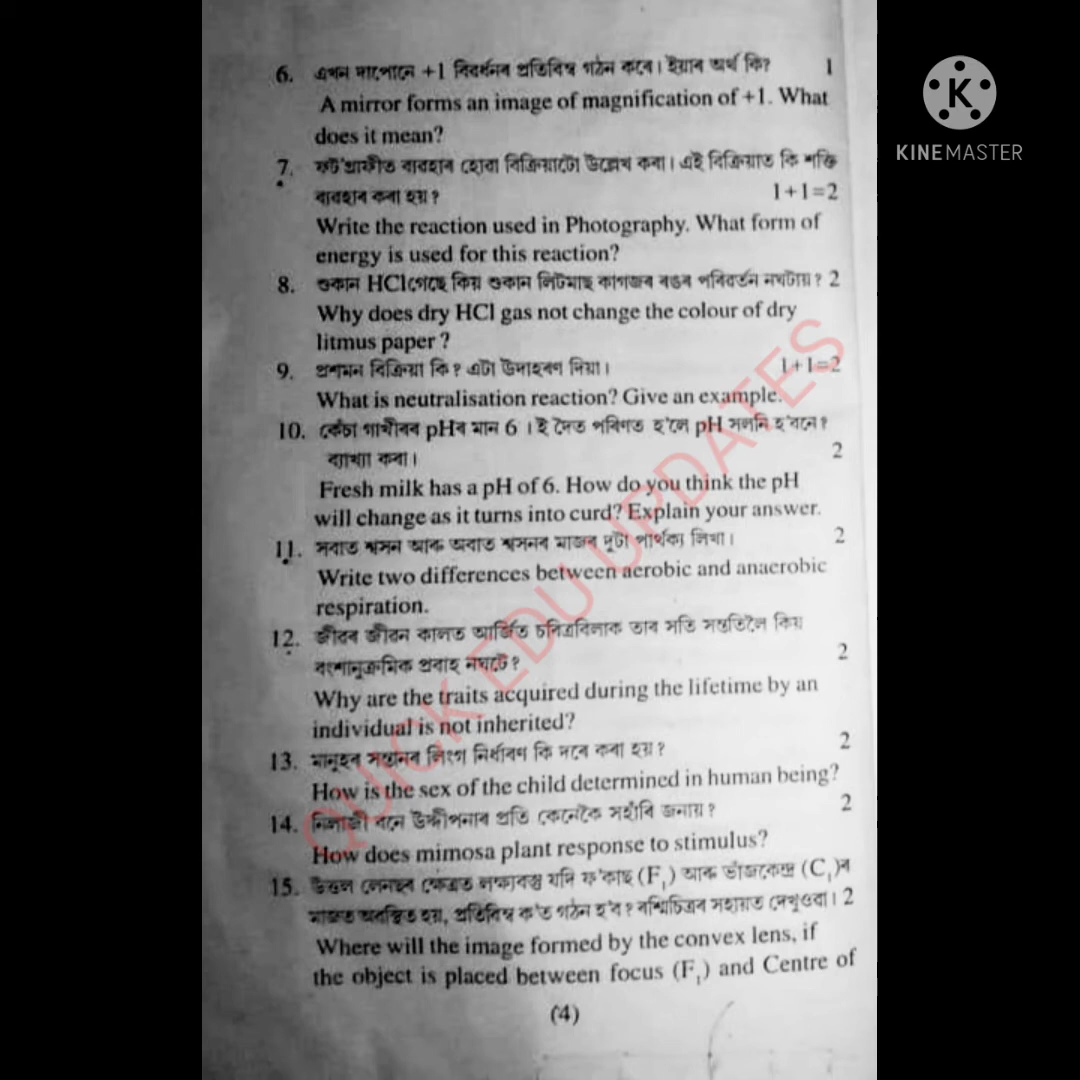 6. এখন দাপোনে +1 বিবৰ্ধনৰ প্ৰতিবিম্ব গঠন কৰে। ইয়াৰ অৰ্থ কি? 1
A mirror forms an image of magnification of +1. What
does it mean?
7. ফট'গ্ৰাফীত ব্যৱহাৰ হোৱা বিক্ৰিয়াটো উল্লেখ কৰা। এই বিক্ৰিয়াত কি শক্তি
ব্যৱহাৰ কৰা হয়? 1+1=2
Write the reaction used in Photography. What form of
energy is used for this reaction?
8. শুকান HCl গেছে কিয় শুকান লিটমাছ কাগজৰ ৰঙৰ পৰিবৰ্তন নঘটায়? 2
Why does dry HCl gas not change the colour of dry
litmus paper ?
9. প্ৰশমন বিক্ৰিয়া কি? এটা উদাহৰণ দিয়া। 1+1=2
What is neutralisation reaction? Give an example.
10. কেঁচা গাখীৰৰ pHৰ মান 6 । ই দৈত পৰিণত হ'লে pH সলনি হ'বনে?
ব্যাখ্যা কৰা। 2
Fresh milk has a pH of 6. How do you think the pH
will change as it turns into curd? Explain your answer.
11. সবাত শ্বসন আৰু অবাত শ্বসনৰ মাজৰ দুটা পাৰ্থক্য লিখা। 2
Write two differences between aerobic and anaerobic
respiration.
12. জীৱৰ জীৱন কালত আৰ্জিত চৰিত্ৰবিলাক তাৰ সতি সন্ততিলৈ কিয়
বংশানুক্ৰমিক প্ৰবাহ নঘটে? 2
Why are the traits acquired during the lifetime by an
individual is not inherited?
13. মানুহৰ সন্তানৰ লিংগ নিৰ্ধাৰণ কি দৰে কৰা হয়? 2
How is the sex of the child determined in human being?
14. নিলাজী বনে উদ্দীপনাৰ প্ৰতি কেনেকৈ সহাঁৰি জনায়? 2
How does mimosa plant response to stimulus?
15. উত্তল লেন্সৰ ক্ষেত্ৰত লক্ষ্যবস্তু যদি ফ'কাছ (F₁) আৰু ভাঁজকেন্দ্ৰ (C₁)ৰ
মাজত অৱস্থিত হয়, প্ৰতিবিম্ব ক'ত গঠন হ'ব? ৰশ্মিচিত্ৰৰ সহায়ত দেখুওৱা। 2
Where will the image formed by the convex lens, if
the object is placed between focus (F₁) and Centre of
(4)
QUICK EDU UPDATES
K
KINEMASTER